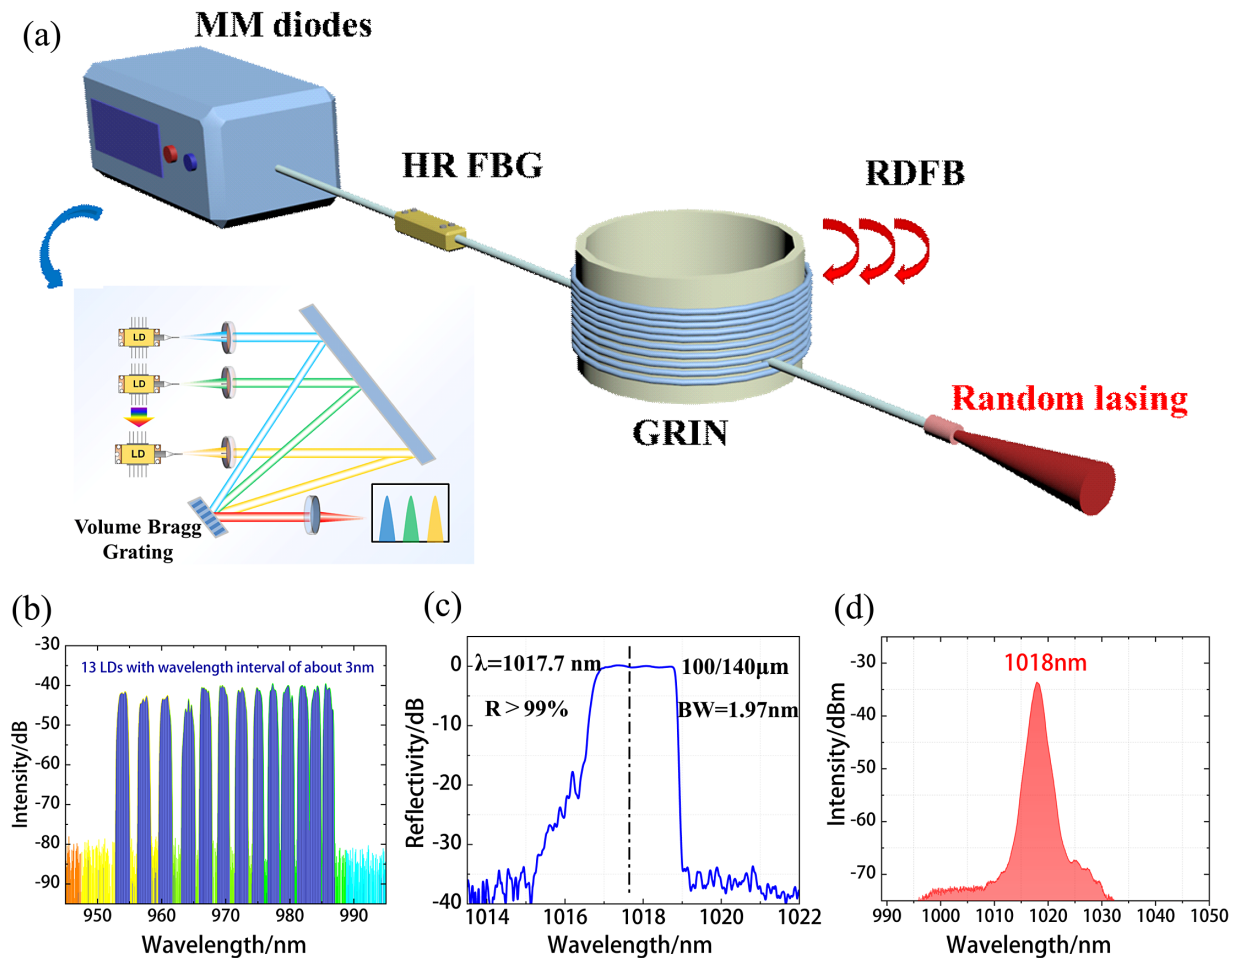 (a)
MM diodes
HR FBG
RDFB
GRIN
Random lasing
LD
LD
LD
Volume Bragg
Grating
(b)
13 LDs with wavelength interval of about 3nm
Intensity/dB
-30
-40
-50
-60
-70
-80
-90
950 960 970 980 990
Wavelength/nm
(c)
λ=1017.7 nm
100/140μm
R＞99%
BW=1.97nm
Reflectivity/dB
0
-10
-20
-30
-40
1014 1016 1018 1020 1022
Wavelength/nm
(d)
1018nm
Intensity/dBm
-30
-40
-50
-60
-70
990 1000 1010 1020 1030 1040 1050
Wavelength/nm